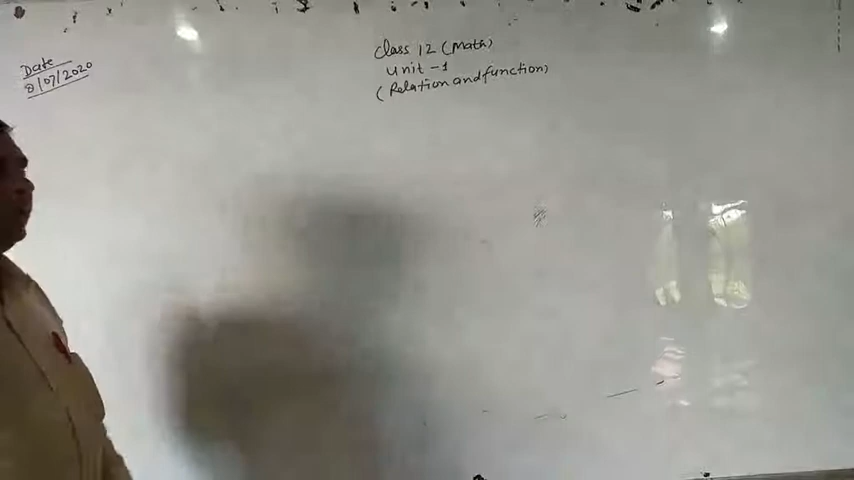 Date
8/07/2020
Class 12 (Math)
Unit -1
(Relation and function)